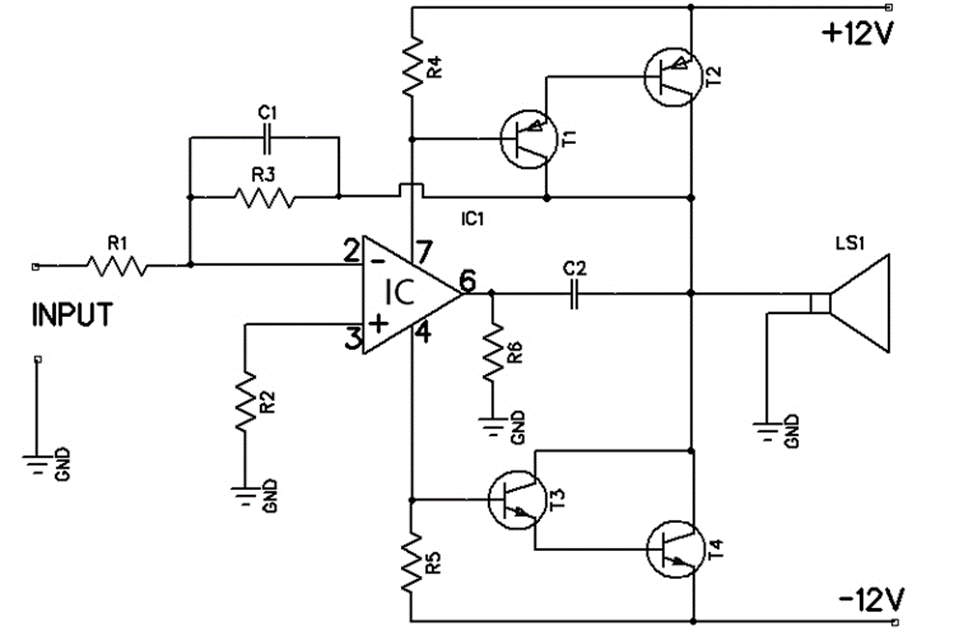 +12V
R4
T2
C1
T1
R3
IC1
R1
2
-
7
LS1
IC
6
C2
INPUT
+
3
4
R6
R2
GND
GND
GND
GND
T3
T4
R5
-12V